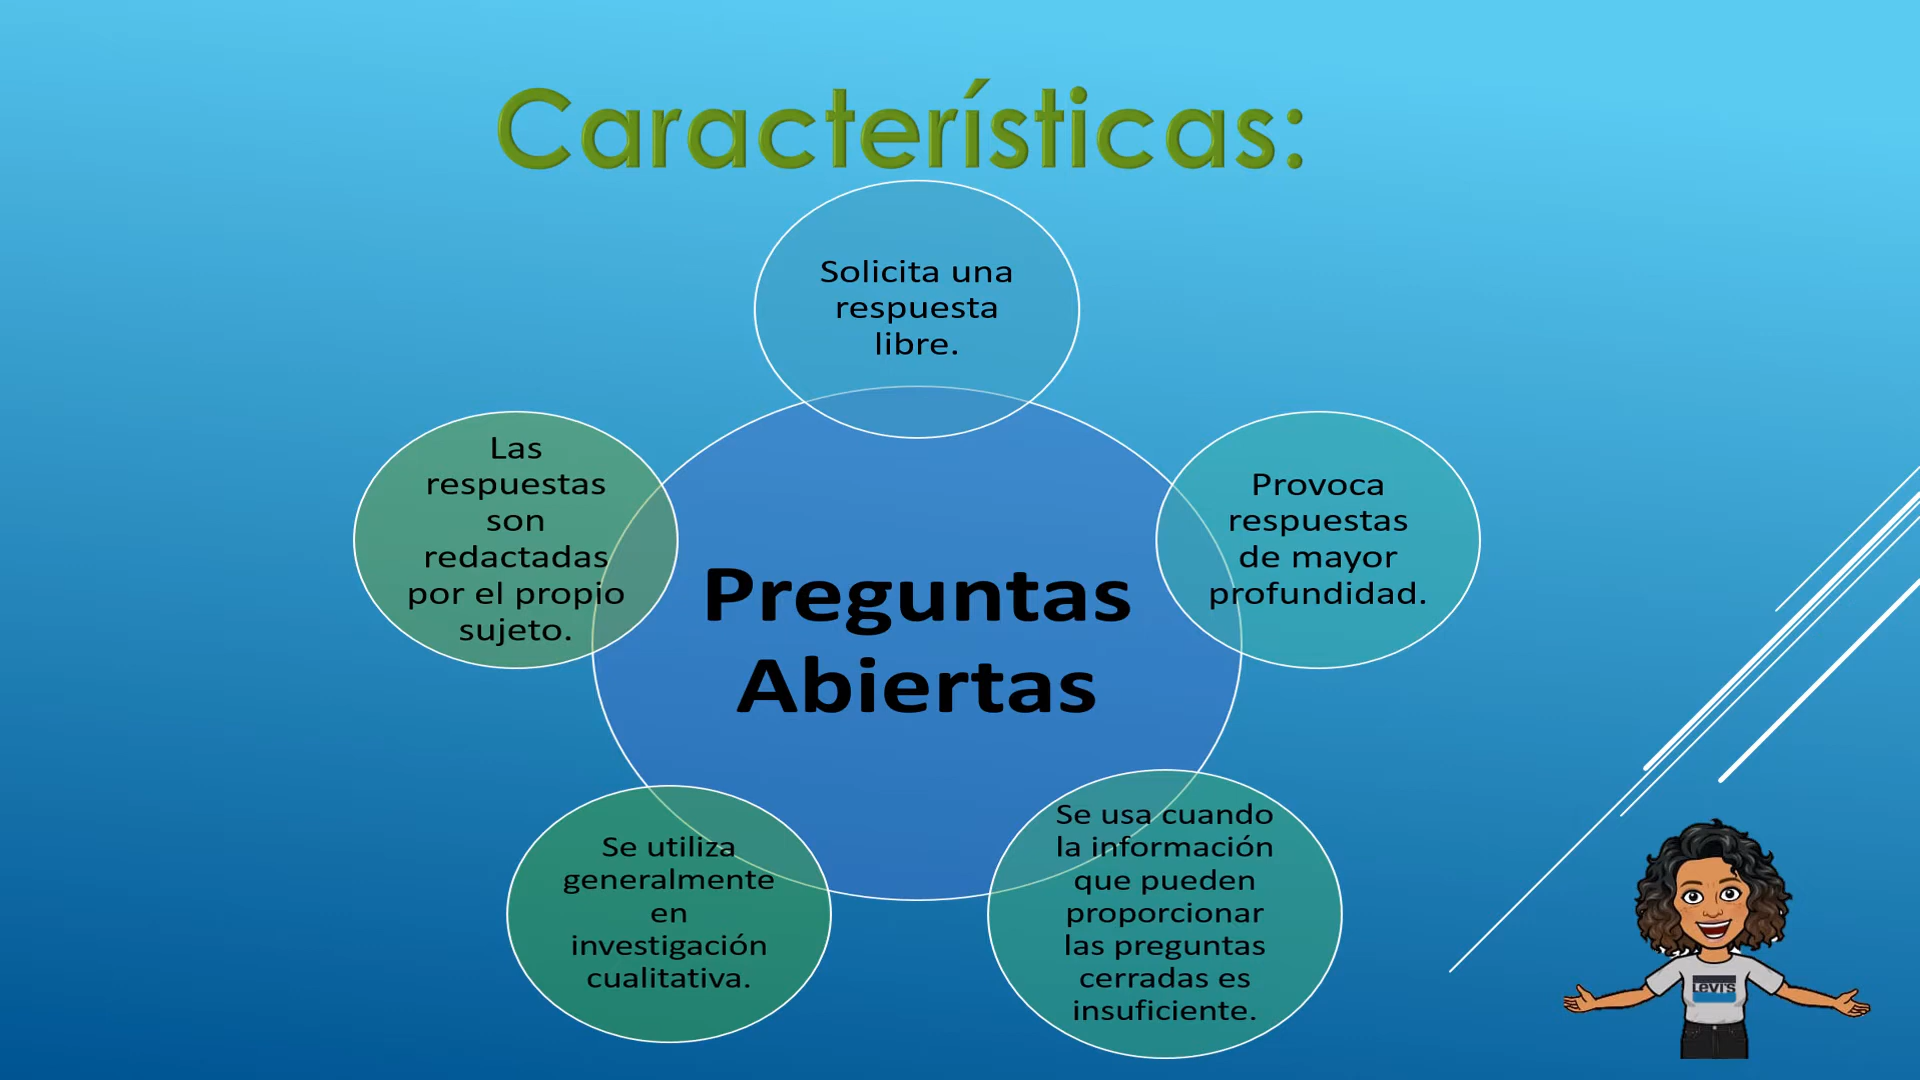 Características:
Solicita una
respuesta
libre.
Las
respuestas
son
redactadas
por el propio
sujeto.
Provoca
respuestas
de mayor
profundidad.
Preguntas
Abiertas
Se utiliza
generalmente
en
investigación
cualitativa.
Se usa cuando
la información
que pueden
proporcionar
las preguntas
cerradas es
insuficiente.
LEVI'S